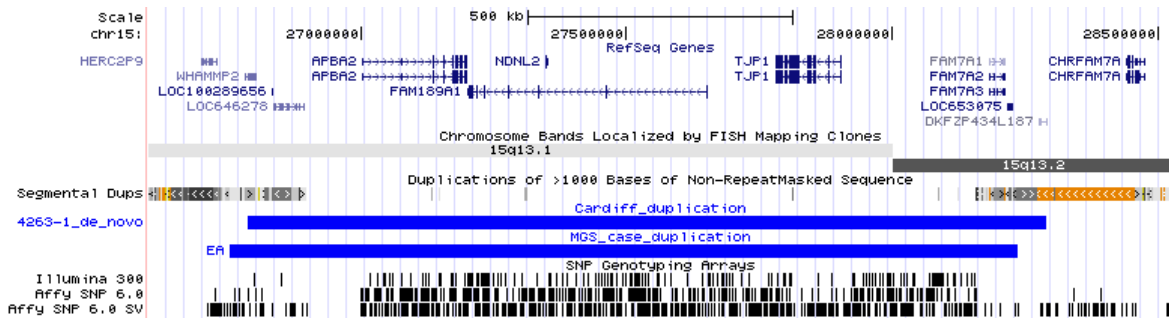 Scale 500 kb
chr15: 27000000 27500000 28000000 28500000
RefSeq Genes
HERC2P9 APBA2 NDNL2 TJP1 FAM7A1 CHRFAM7A
WHAMMP2 APBA2 TJP1 FAM7A2 CHRFAM7A
LOC100289656 FAM189A1 FAM7A3
LOC646278 LOC653075
DKFZP434L187
Chromosome Bands Localized by FISH Mapping Clones
15q13.1
15q13.2
Duplications of >1000 Bases of Non-RepeatMasked Sequence
Segmental Dups
Cardiff_duplication
4263-1_de_novo
MGS_case_duplication
EA
SNP Genotyping Arrays
Illumina 300
Affy SNP 6.0
Affy SNP 6.0 SV